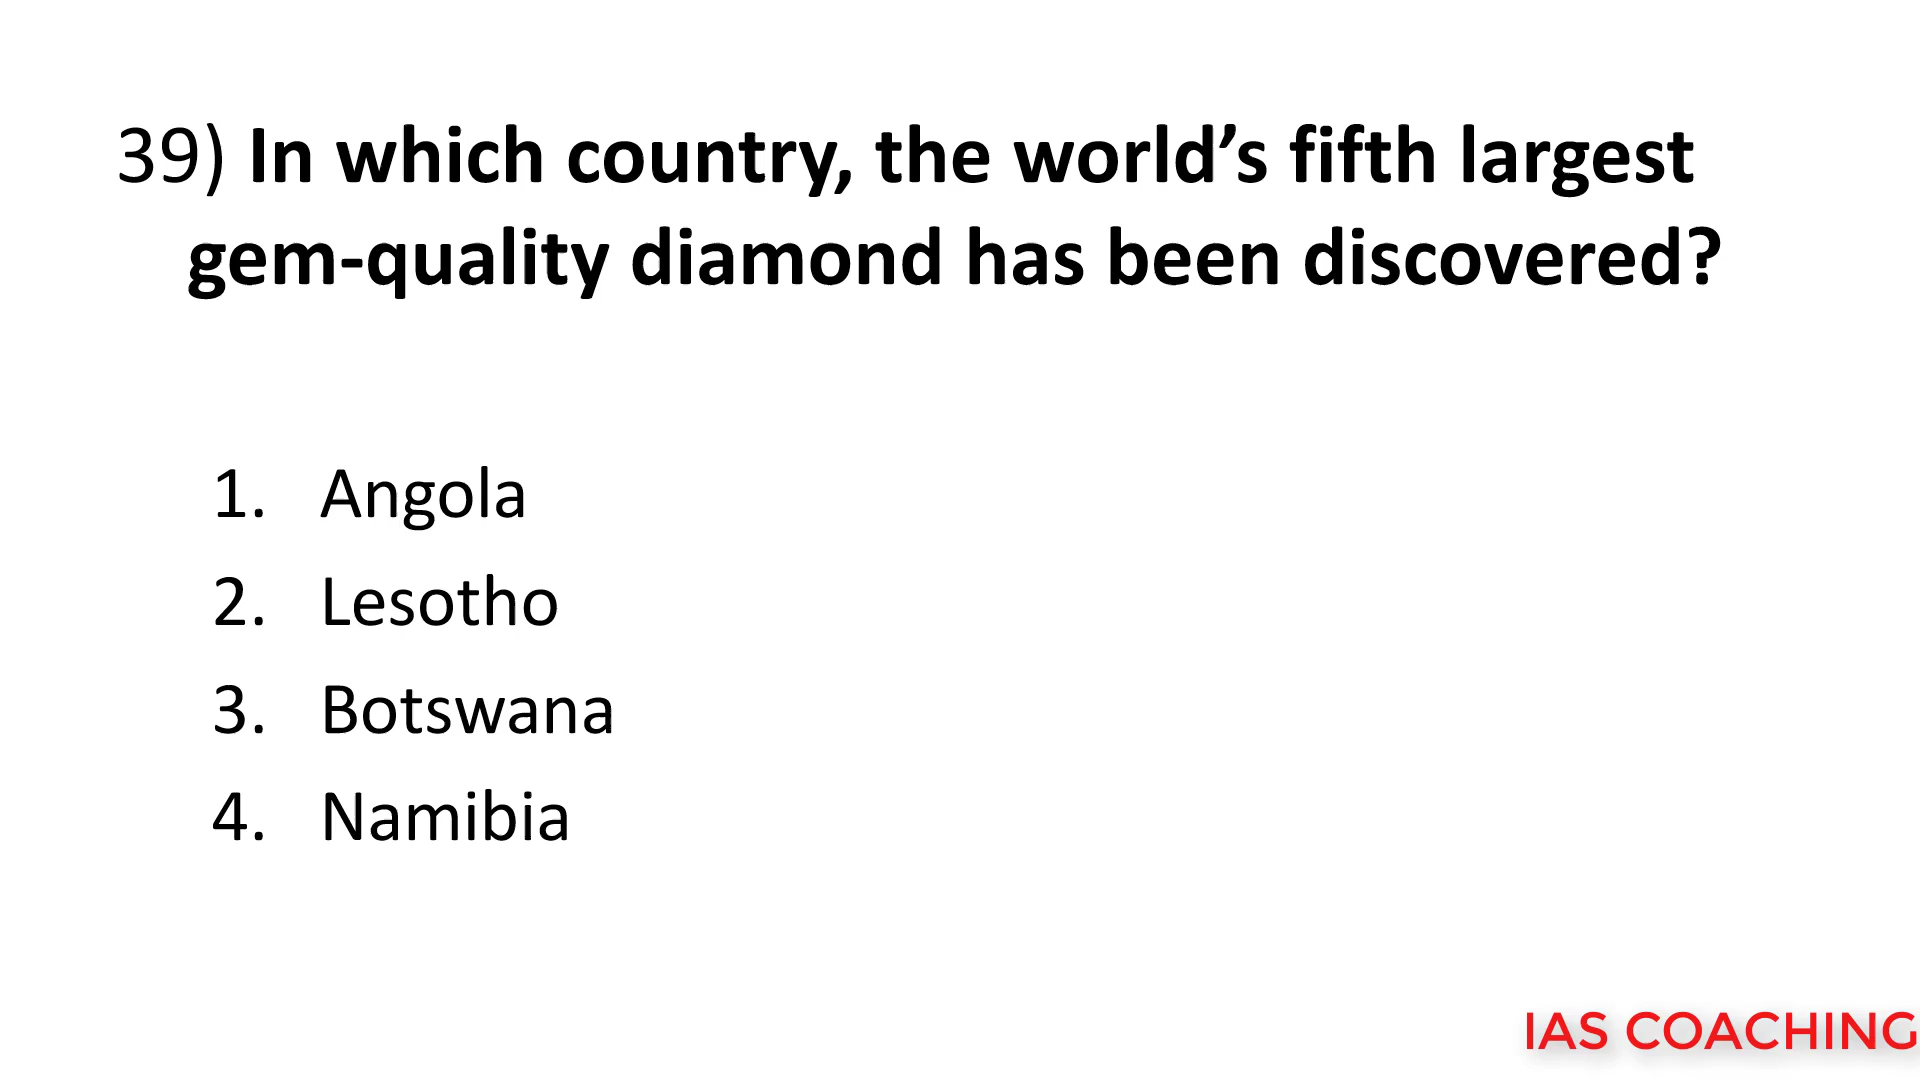 39) In which country, the world’s fifth largest
gem-quality diamond has been discovered?
1. Angola
2. Lesotho
3. Botswana
4. Namibia
IAS COACHING